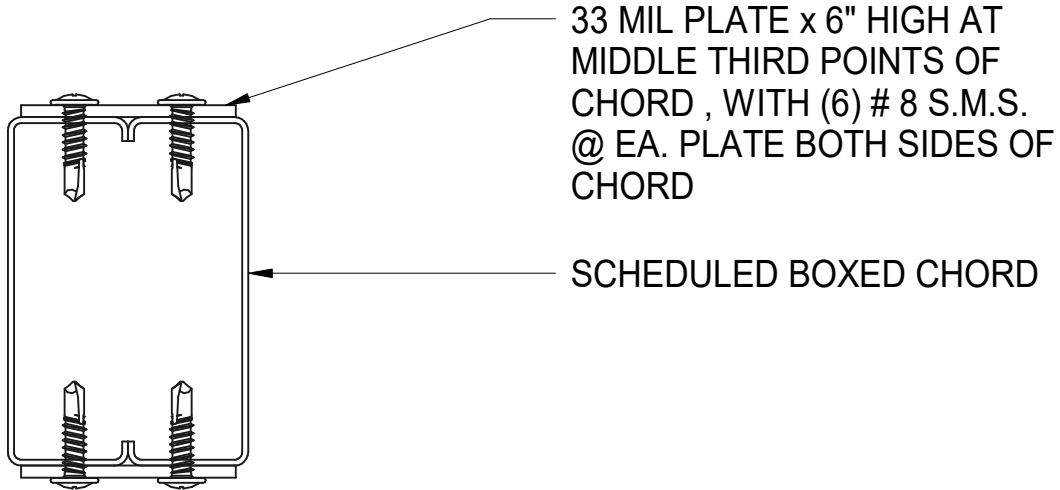 33 MIL PLATE x 6" HIGH AT
MIDDLE THIRD POINTS OF
CHORD , WITH (6) # 8 S.M.S.
@ EA. PLATE BOTH SIDES OF
CHORD
SCHEDULED BOXED CHORD